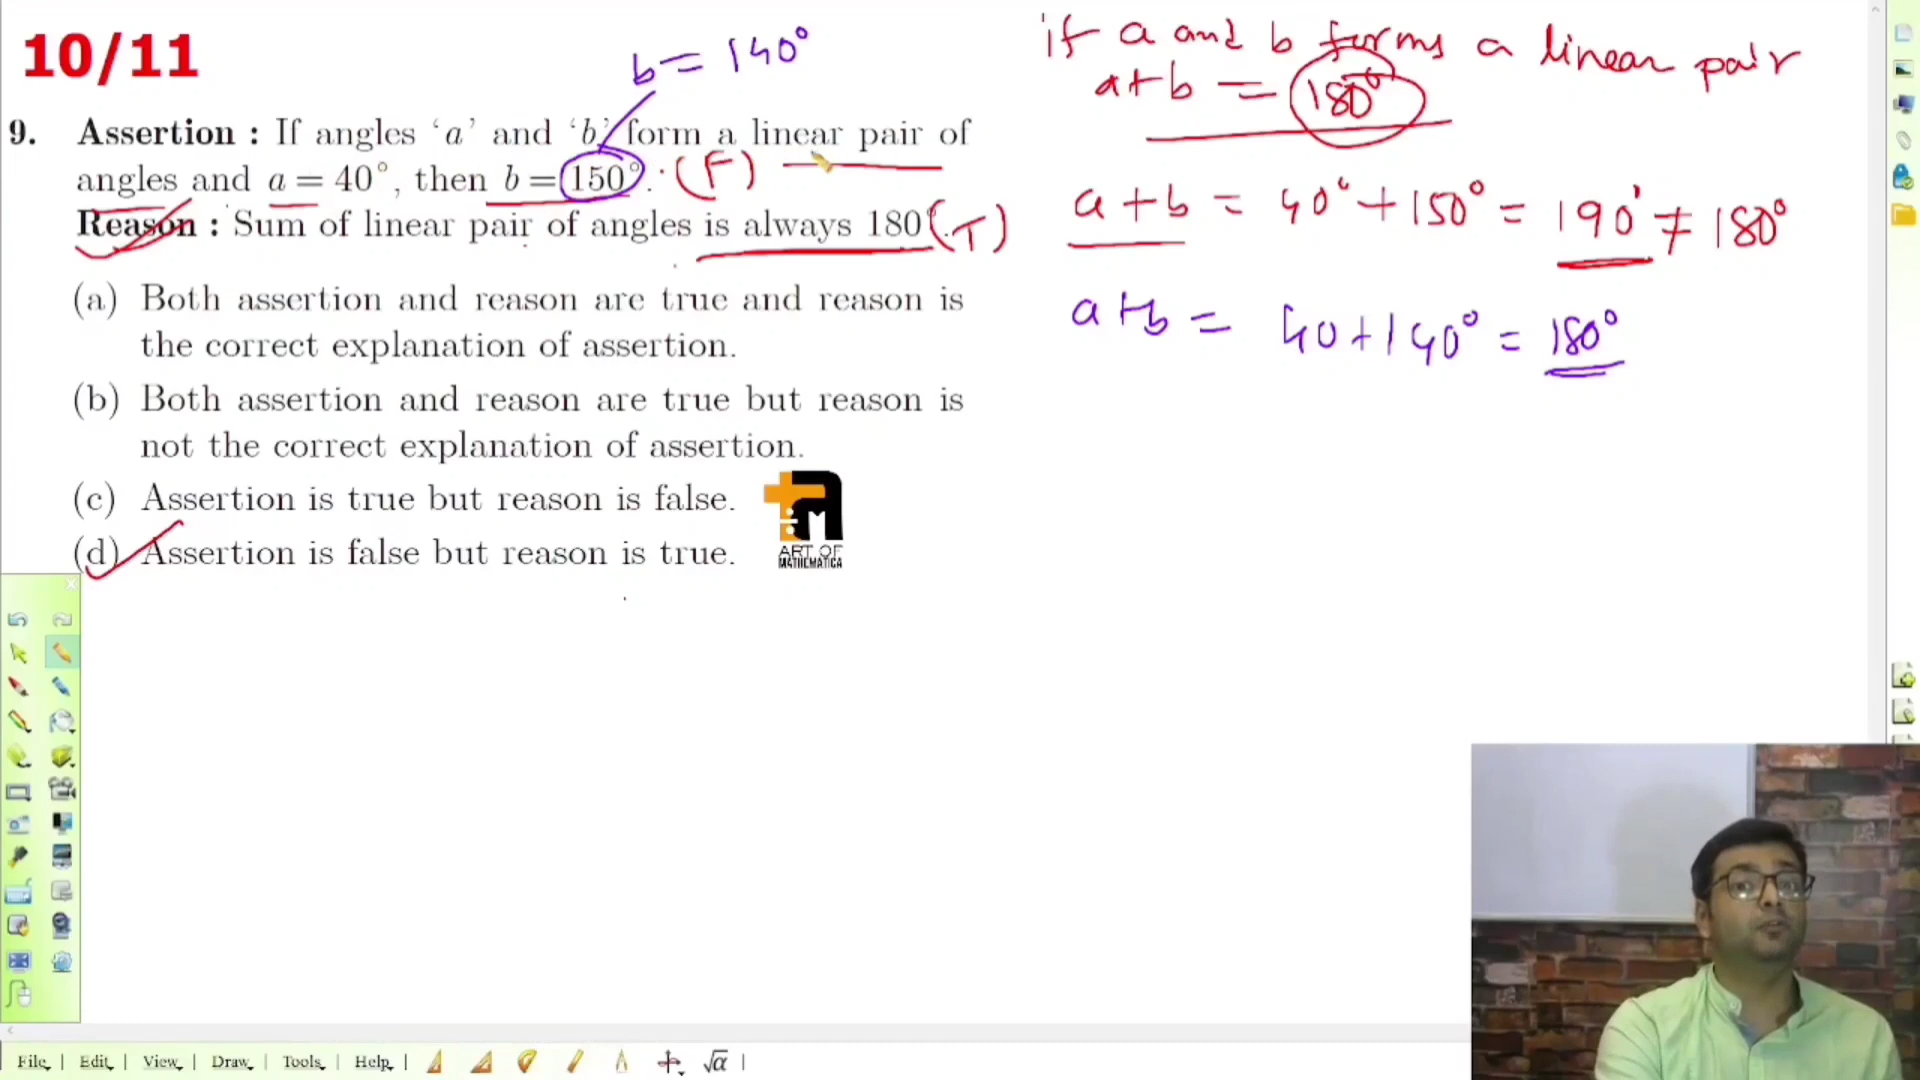 10/11
b = 140°
9. Assertion : If angles ‘a’ and ‘b’ form a linear pair of
angles and a = 40°, then b = 150°. (F)
Reason : Sum of linear pair of angles is always 180° (T)
(a) Both assertion and reason are true and reason is
the correct explanation of assertion.
(b) Both assertion and reason are true but reason is
not the correct explanation of assertion.
(c) Assertion is true but reason is false.
(d) Assertion is false but reason is true.
ART OF
MATHEMATICA
if a and b forms a linear pair
a+b = 180°
a+b = 40°+150° = 190° ≠ 180°
a+b = 40+140° = 180°
File | Edit | View | Draw | Tools | Help | √α |